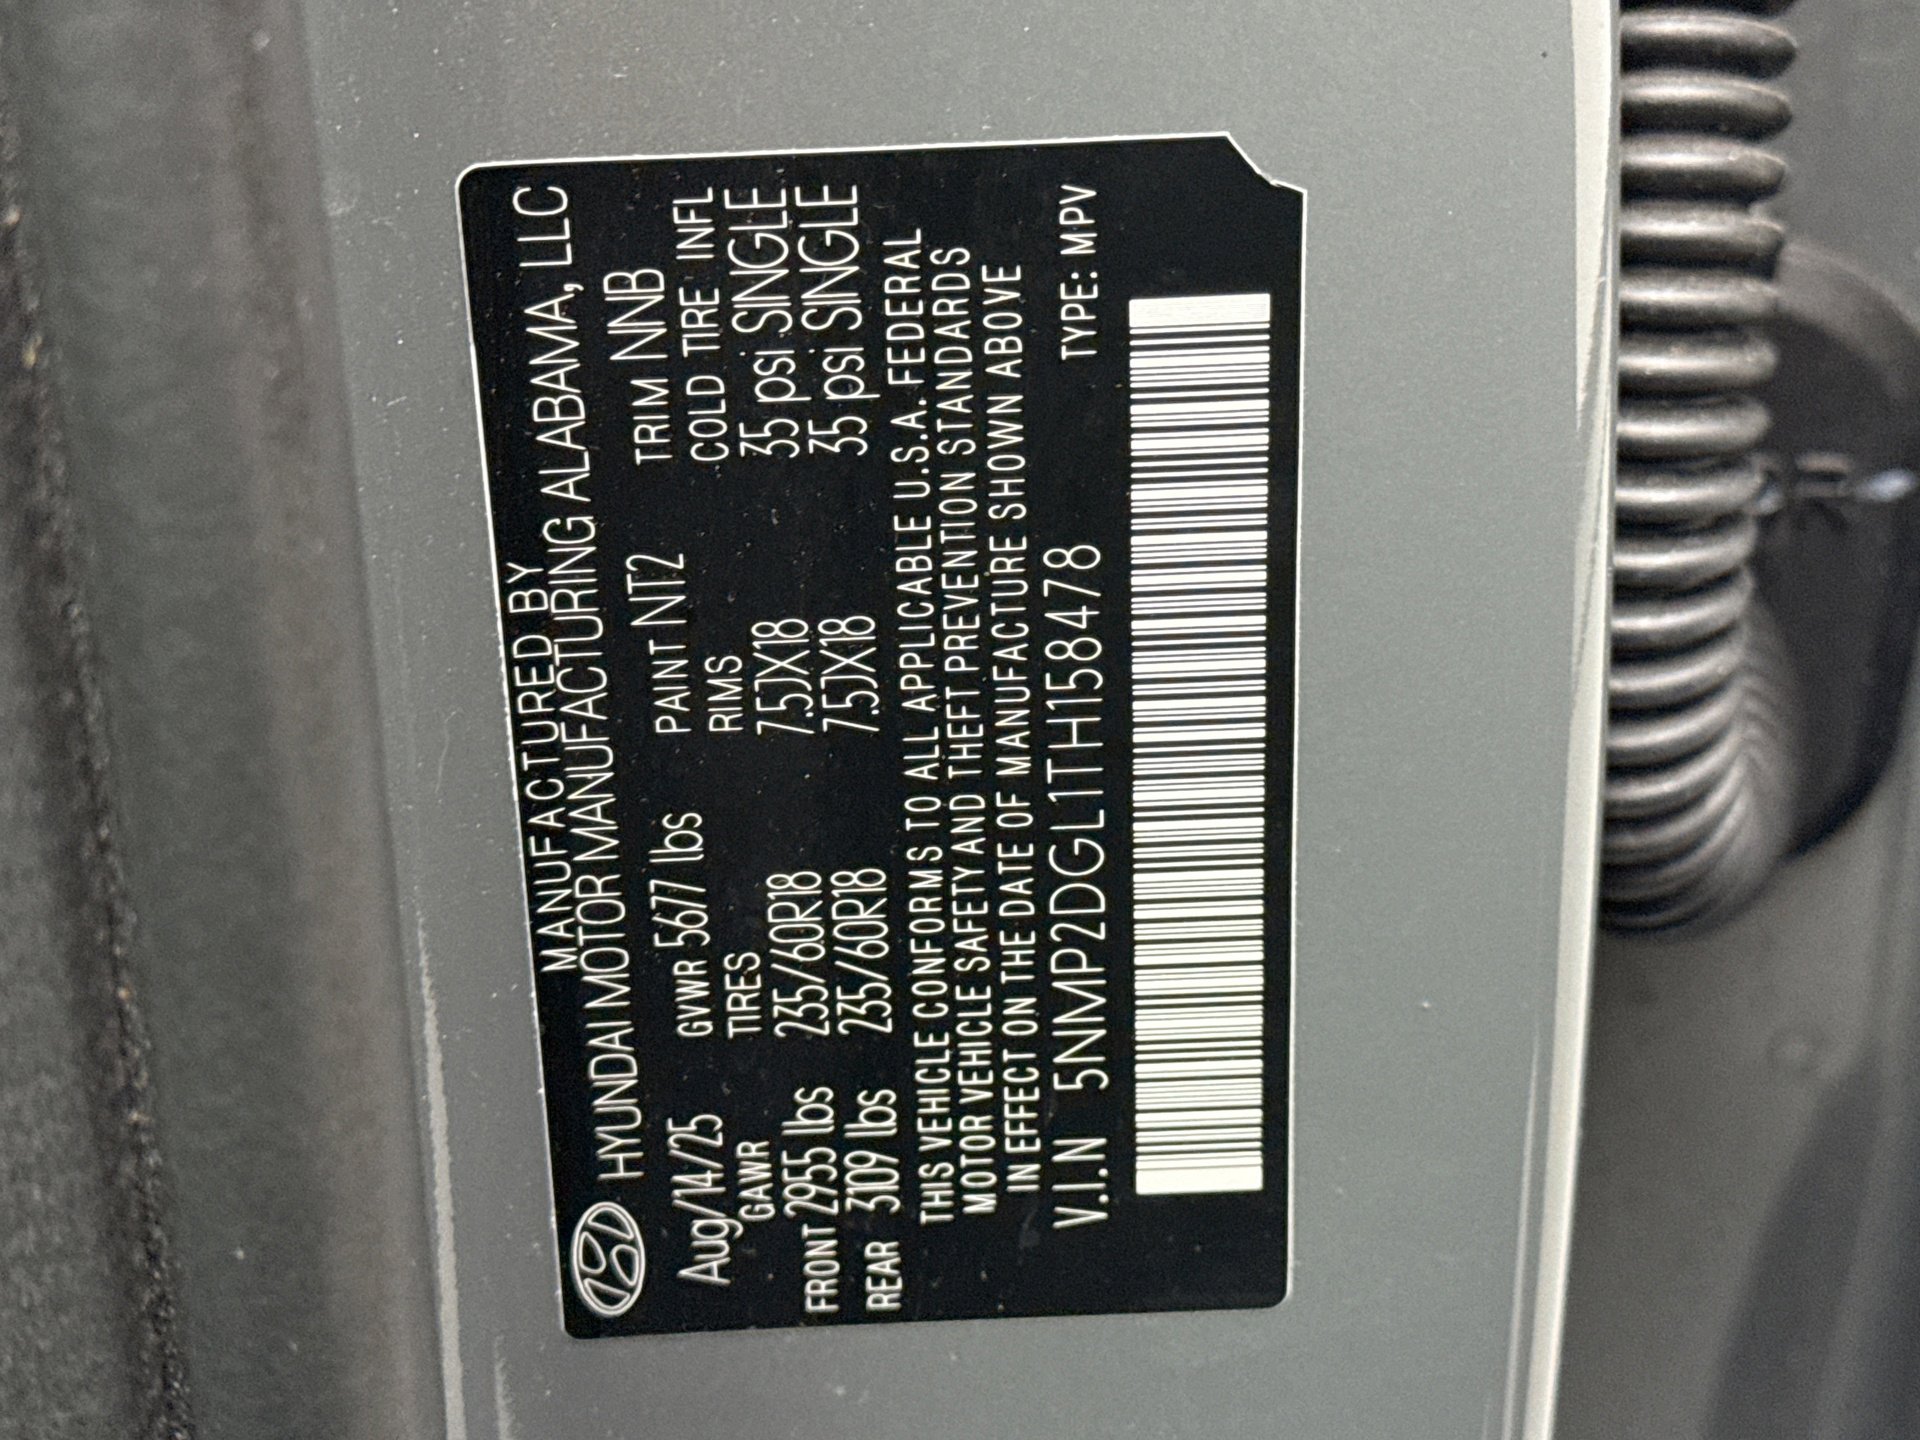 MANUFACTURED BY
HYUNDAI MOTOR MANUFACTURING ALABAMA, LLC
Aug/14/25 GVWR 5677 lbs PAINT NT2 TRIM NNB
GAWR TIRES RIMS COLD TIRE INFL
FRONT 2955 lbs 235/60R18 7.5JX18 35 psi SINGLE
REAR 3109 lbs 235/60R18 7.5JX18 35 psi SINGLE
THIS VEHICLE CONFORMS TO ALL APPLICABLE U.S.A. FEDERAL
MOTOR VEHICLE SAFETY AND THEFT PREVENTION STANDARDS
IN EFFECT ON THE DATE OF MANUFACTURE SHOWN ABOVE
V.I.N 5NMP2DGL1TH158478 TYPE: MPV